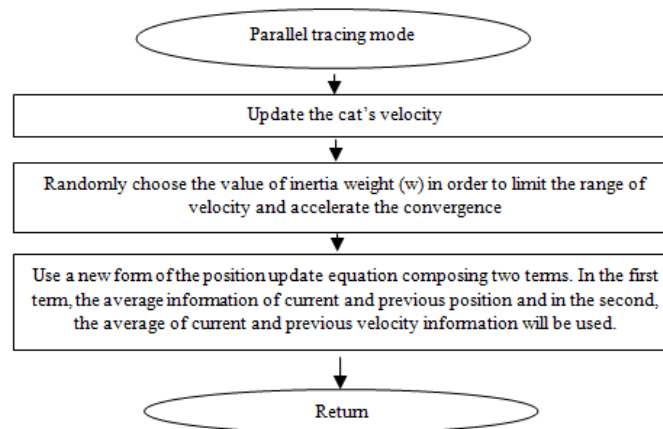 Parallel tracing mode
Update the cat's velocity
Randomly choose the value of inertia weight (w) in order to limit the range of
velocity and accelerate the convergence
Use a new form of the position update equation composing two terms. In the first
term, the average information of current and previous position and in the second,
the average of current and previous velocity information will be used.
Return